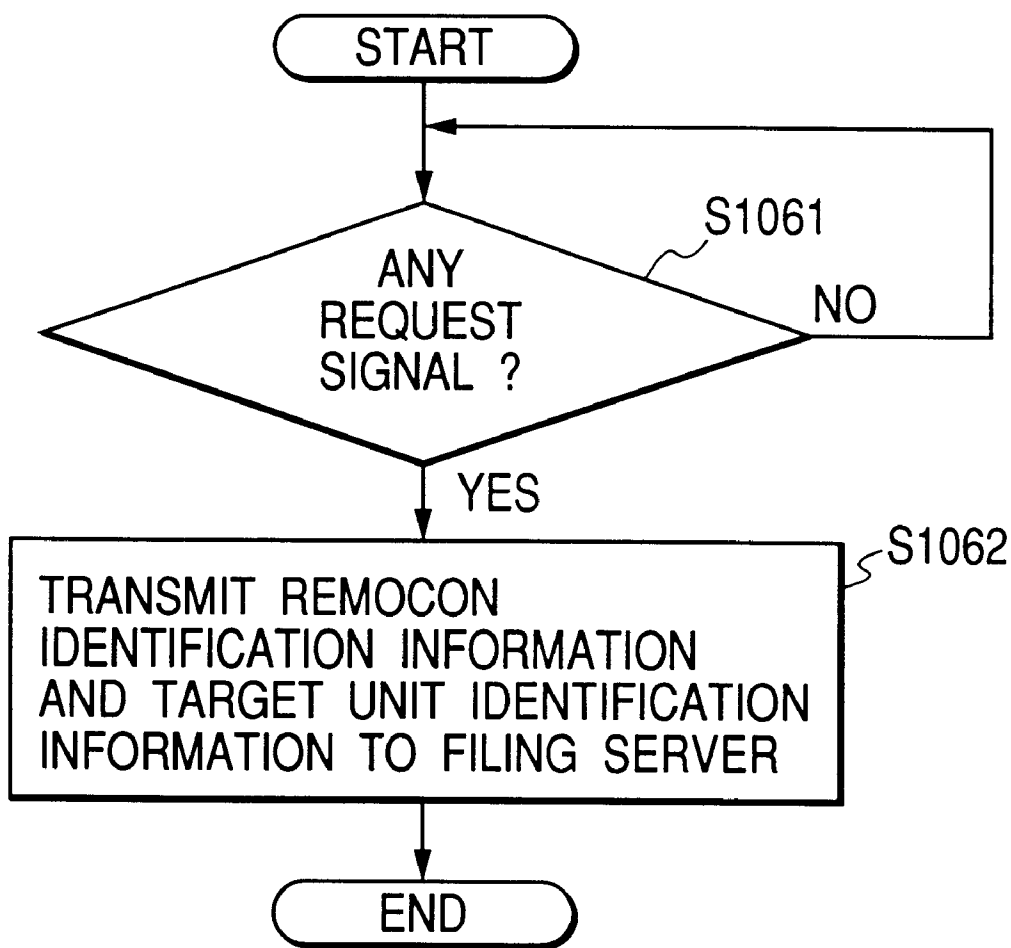 START
S1061
ANY
REQUEST
SIGNAL ?
NO
YES
S1062
TRANSMIT REMOCON
IDENTIFICATION INFORMATION
AND TARGET UNIT IDENTIFICATION
INFORMATION TO FILING SERVER
END